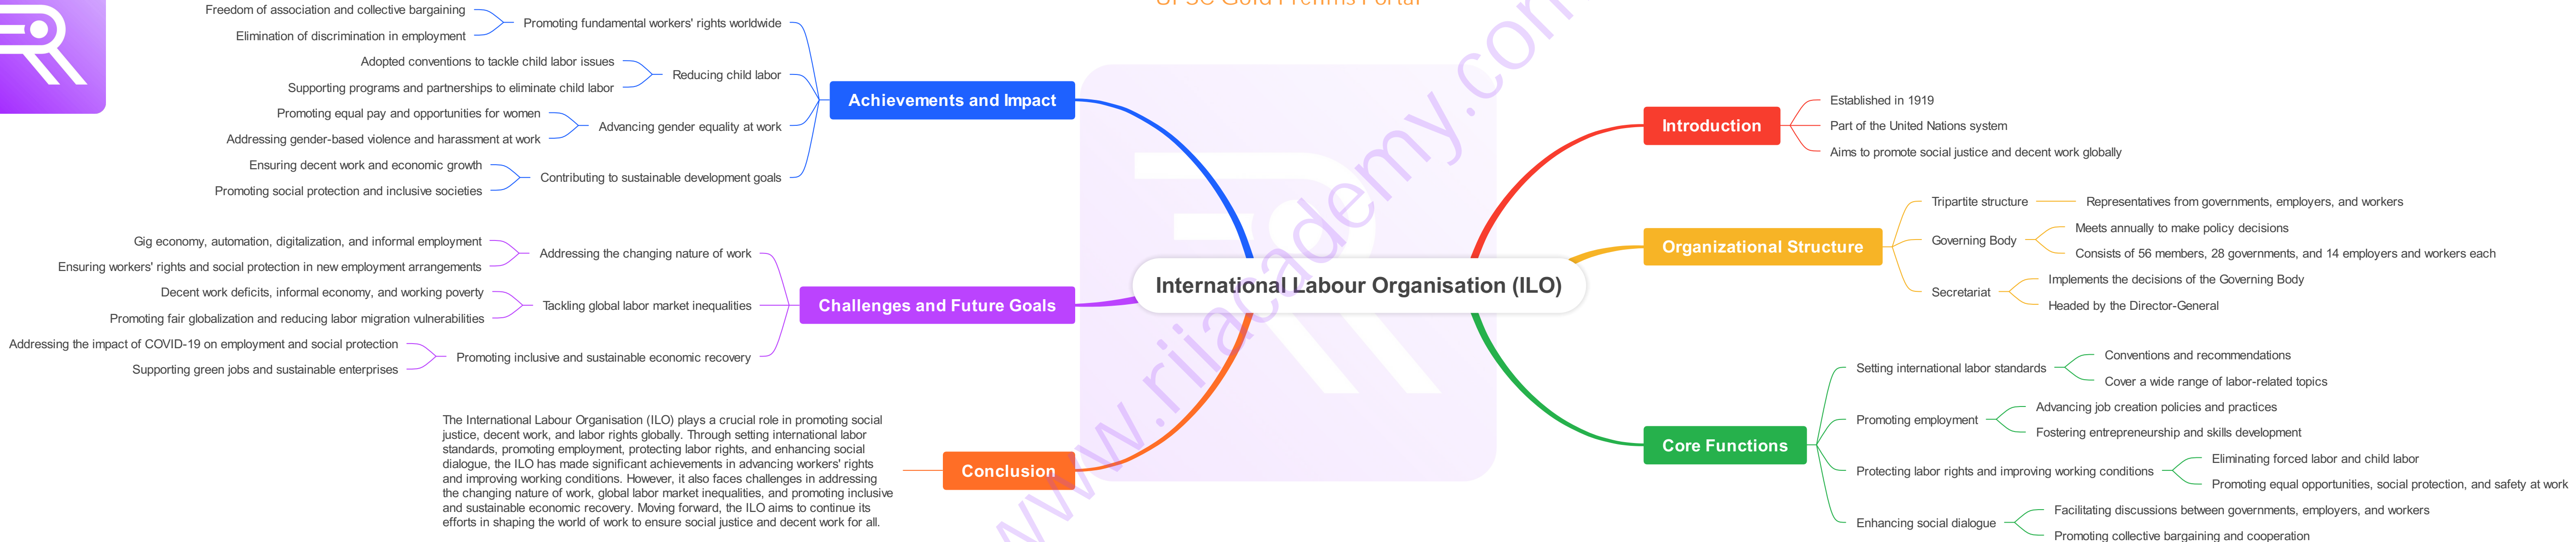 UPSC Gold Prelims Portal
International Labour Organisation (ILO)
Introduction
Established in 1919
Part of the United Nations system
Aims to promote social justice and decent work globally
Organizational Structure
Tripartite structure
Representatives from governments, employers, and workers
Governing Body
Meets annually to make policy decisions
Consists of 56 members, 28 governments, and 14 employers and workers each
Secretariat
Implements the decisions of the Governing Body
Headed by the Director-General
Core Functions
Setting international labor standards
Conventions and recommendations
Cover a wide range of labor-related topics
Promoting employment
Advancing job creation policies and practices
Fostering entrepreneurship and skills development
Protecting labor rights and improving working conditions
Eliminating forced labor and child labor
Promoting equal opportunities, social protection, and safety at work
Enhancing social dialogue
Facilitating discussions between governments, employers, and workers
Promoting collective bargaining and cooperation
Achievements and Impact
Promoting fundamental workers' rights worldwide
Freedom of association and collective bargaining
Elimination of discrimination in employment
Reducing child labor
Adopted conventions to tackle child labor issues
Supporting programs and partnerships to eliminate child labor
Advancing gender equality at work
Promoting equal pay and opportunities for women
Addressing gender-based violence and harassment at work
Contributing to sustainable development goals
Ensuring decent work and economic growth
Promoting social protection and inclusive societies
Challenges and Future Goals
Addressing the changing nature of work
Gig economy, automation, digitalization, and informal employment
Ensuring workers' rights and social protection in new employment arrangements
Tackling global labor market inequalities
Decent work deficits, informal economy, and working poverty
Promoting fair globalization and reducing labor migration vulnerabilities
Promoting inclusive and sustainable economic recovery
Addressing the impact of COVID-19 on employment and social protection
Supporting green jobs and sustainable enterprises
Conclusion
The International Labour Organisation (ILO) plays a crucial role in promoting social
justice, decent work, and labor rights globally. Through setting international labor
standards, promoting employment, protecting labor rights, and enhancing social
dialogue, the ILO has made significant achievements in advancing workers' rights
and improving working conditions. However, it also faces challenges in addressing
the changing nature of work, global labor market inequalities, and promoting inclusive
and sustainable economic recovery. Moving forward, the ILO aims to continue its
efforts in shaping the world of work to ensure social justice and decent work for all.